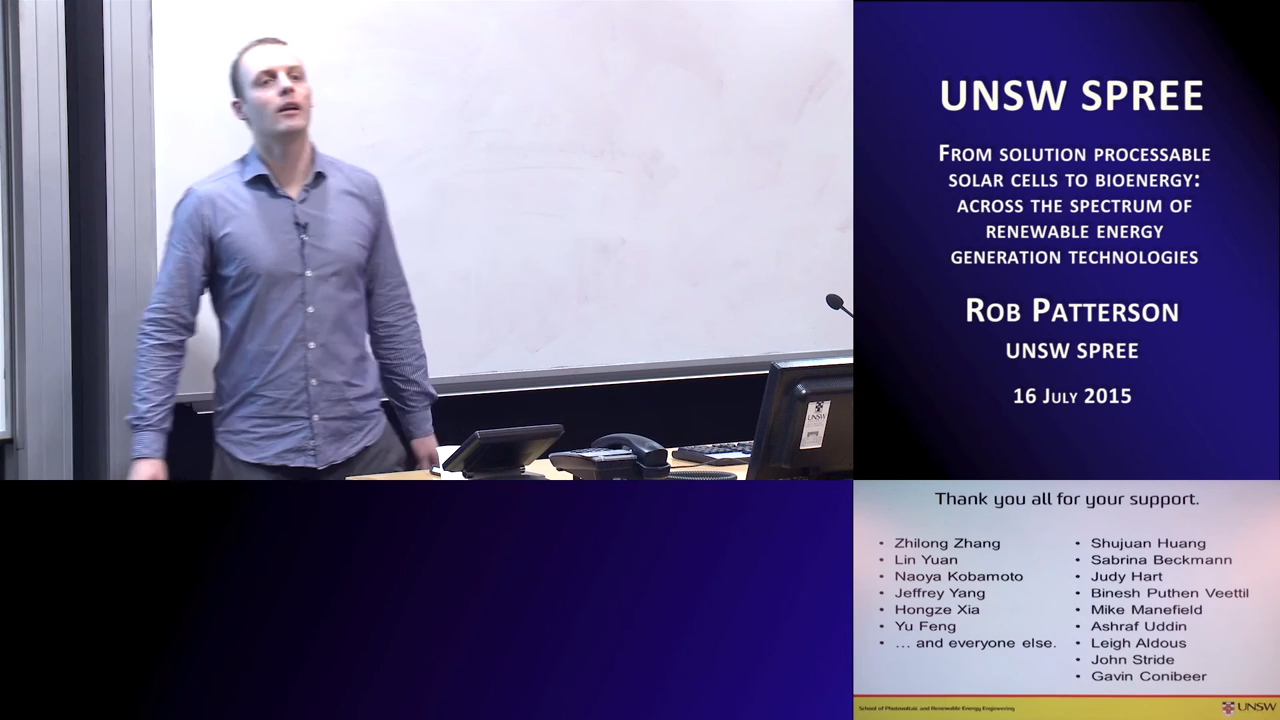 UNSW SPREE
From solution processable
solar cells to bioenergy:
across the spectrum of
renewable energy
generation technologies
Rob Patterson
UNSW SPREE
16 July 2015
UNSW
Thank you all for your support.
• Zhilong Zhang
• Lin Yuan
• Naoya Kobamoto
• Jeffrey Yang
• Hongze Xia
• Yu Feng
• ... and everyone else.
• Shujuan Huang
• Sabrina Beckmann
• Judy Hart
• Binesh Puthen Veettil
• Mike Manefield
• Ashraf Uddin
• Leigh Aldous
• John Stride
• Gavin Conibeer
School of Photovoltaic and Renewable Energy Engineering
UNSW